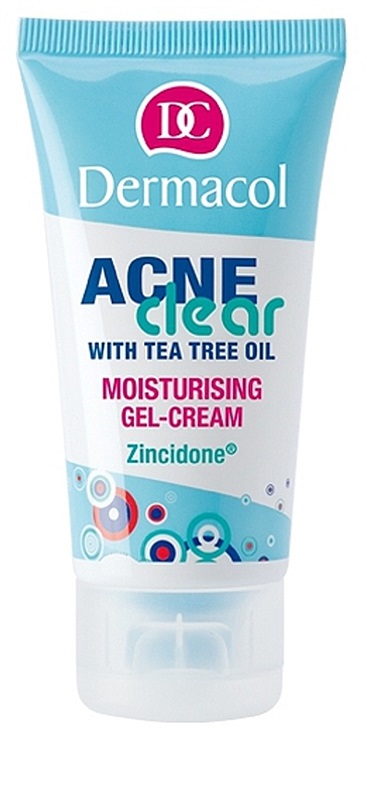 DC
Dermacol
ACNE
clear
WITH TEA TREE OIL
MOISTURISING
GEL-CREAM
Zincidone®